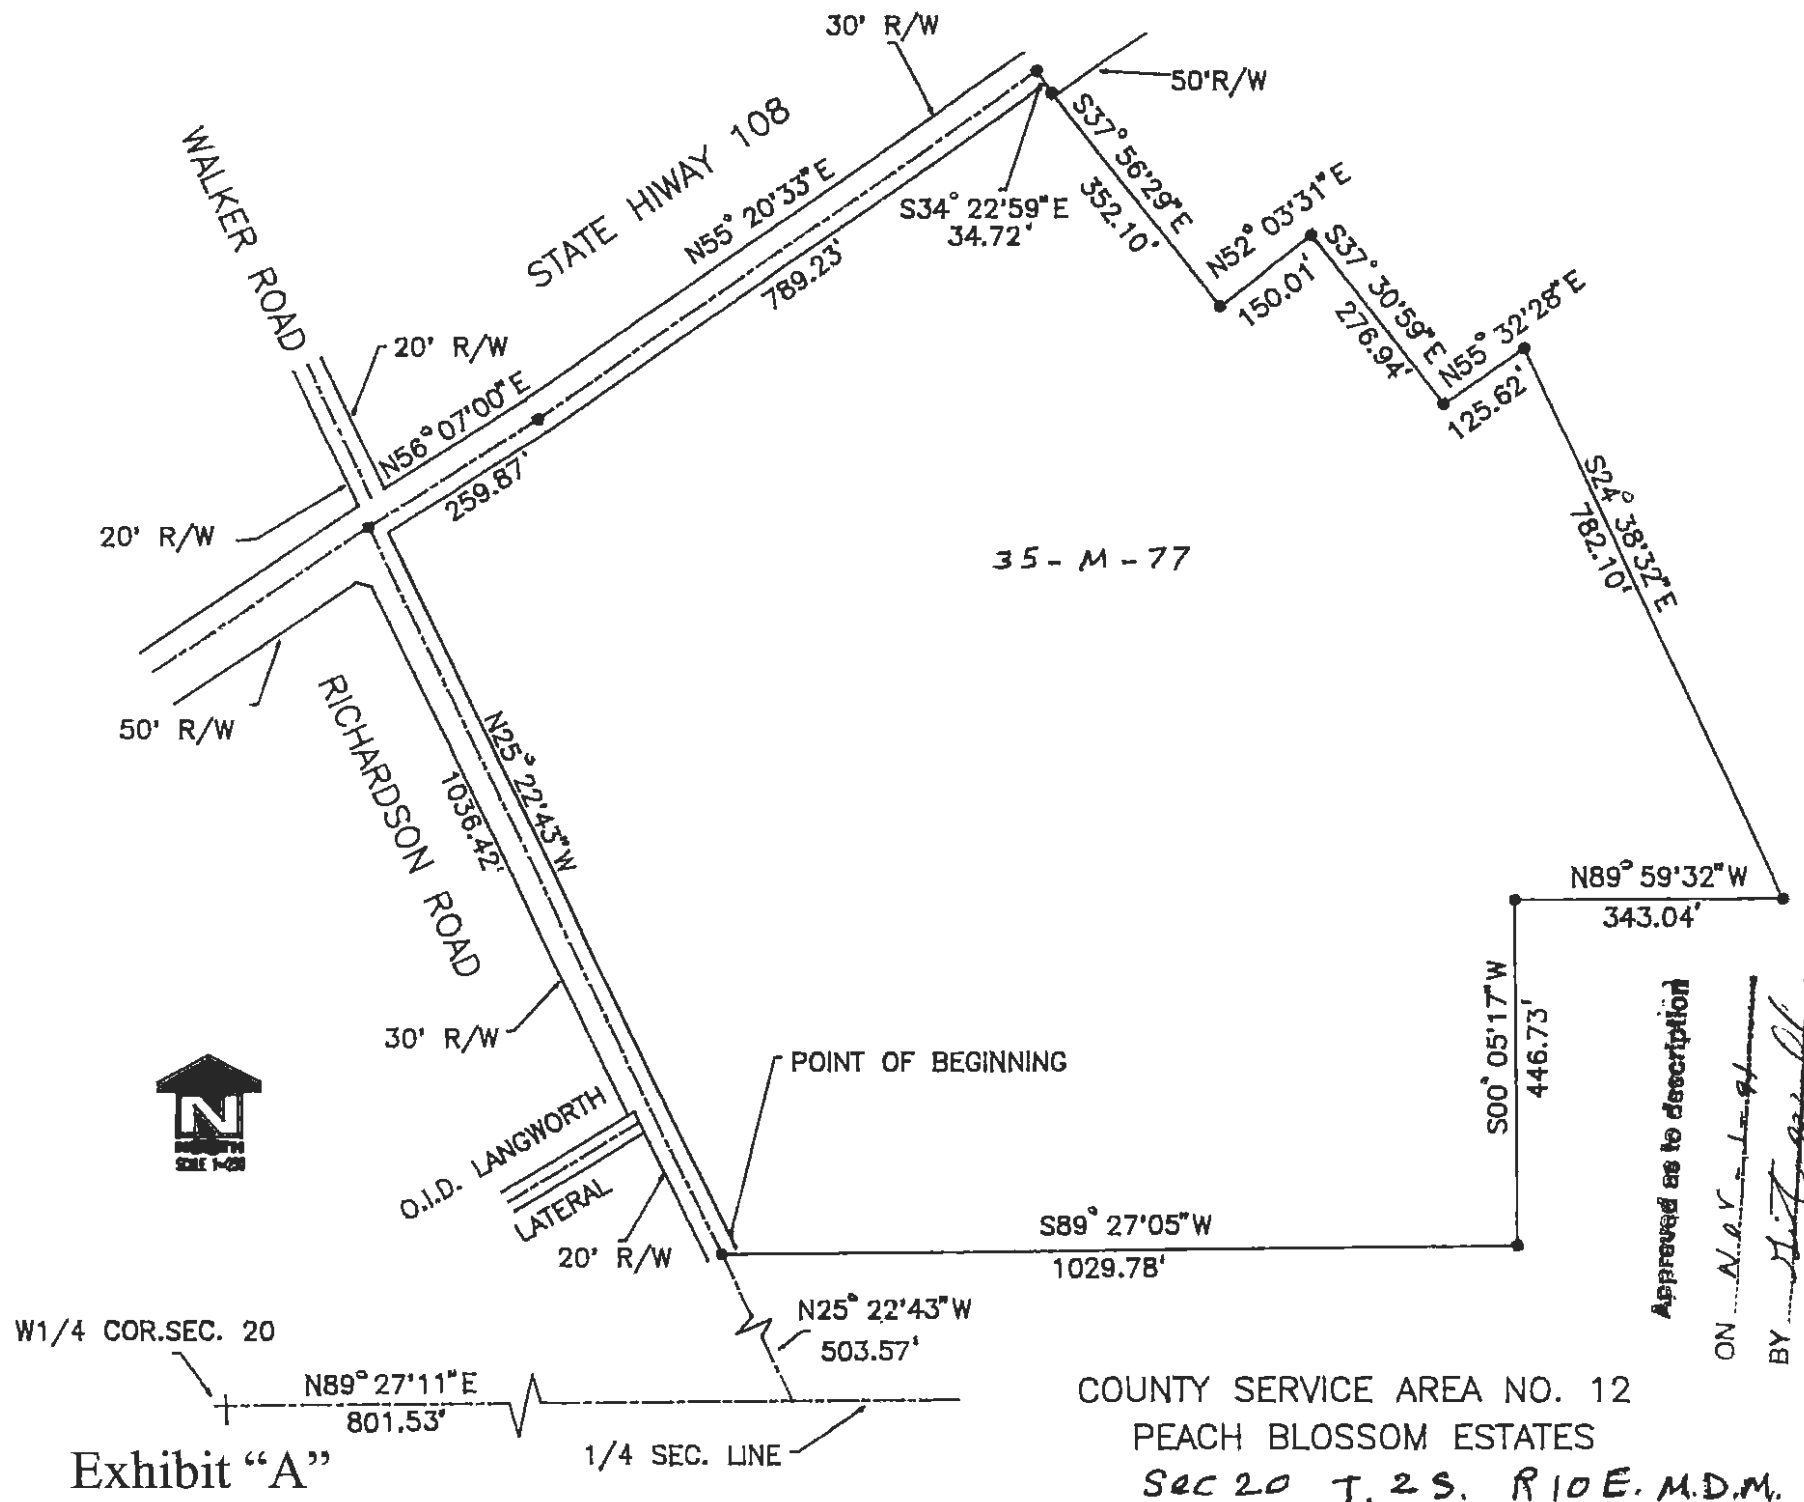 30' R/W
50'R/W
WALKER ROAD
STATE HIWAY 108
N55° 20'33"E
789.23'
S34° 22'59"E
34.72'
S37° 56'29"E
352.10'
N52° 03'31"E
150.01'
S37° 30'59"E
276.94'
N55° 32'28"E
125.62'
20' R/W
N56° 07'00"E
259.87'
20' R/W
S24° 38'32"E
782.10'
35-M-77
50' R/W
RICHARDSON ROAD
N25° 22'43"W
1036.42'
N89° 59'32"W
343.04'
S00° 05'17"W
446.73'
30' R/W
POINT OF BEGINNING
N
SCALE
O.I.D. LANGWORTH
LATERAL
20' R/W
S89° 27'05"W
1029.78'
Approved as to description
ON Nov-1-91
BY
N25° 22'43"W
503.57'
W1/4 COR.SEC. 20
N89° 27'11"E
801.53'
1/4 SEC. LINE
Exhibit “A”
COUNTY SERVICE AREA NO. 12
PEACH BLOSSOM ESTATES
Sec 20 T. 2 S. R 10 E. M.D.M.